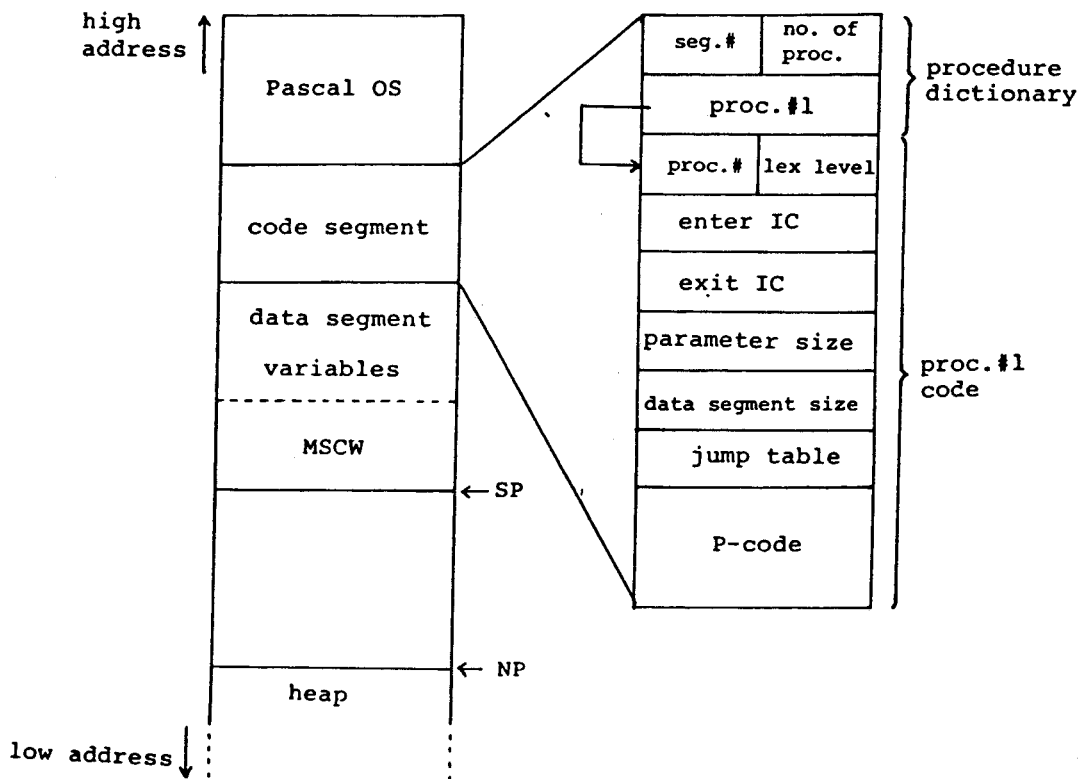 high
address
Pascal OS
code segment
data segment
variables
MSCW
SP
NP
heap
low address
seg.#
no. of
proc.
proc.#1
proc.#
lex level
enter IC
exit IC
parameter size
data segment size
jump table
P-code
procedure
dictionary
proc.#1
code